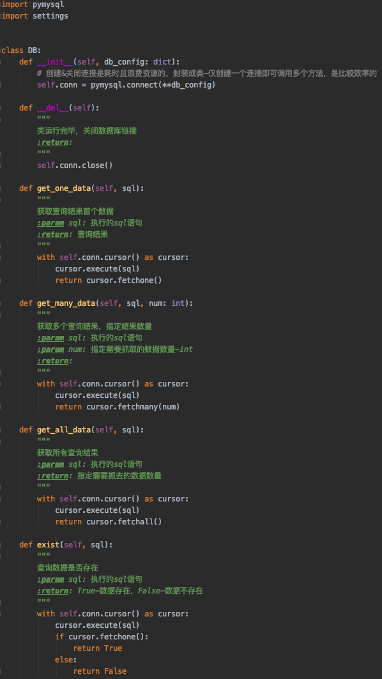 import pymysql
import settings
class DB:
def __init__(self, db_config: dict):
# 创建&关闭连接是耗时且浪费资源的，封装成类-仅创建一个连接即可调用多个方法，是比较效率的
self.conn = pymysql.connect(**db_config)
def __del__(self):
"""
类运行完毕，关闭数据库链接
:return:
"""
self.conn.close()
def get_one_data(self, sql):
"""
获取查询结果首个数据
:param sql: 执行的sql语句
:return: 查询结果
"""
with self.conn.cursor() as cursor:
cursor.execute(sql)
return cursor.fetchone()
def get_many_data(self, sql, num: int):
"""
获取多个查询结果，指定结果数量
:param sql: 执行的sql语句
:param num: 指定需要抓取的数据数量-int
:return:
"""
with self.conn.cursor() as cursor:
cursor.execute(sql)
return cursor.fetchmany(num)
def get_all_data(self, sql):
"""
获取所有查询结果
:param sql: 执行的sql语句
:return: 指定需要抓去的数据数量
"""
with self.conn.cursor() as cursor:
cursor.execute(sql)
return cursor.fetchall()
def exist(self, sql):
"""
查询数据是否存在
:param sql: 执行的sql语句
:return: True-数据存在，False-数据不存在
"""
with self.conn.cursor() as cursor:
cursor.execute(sql)
if cursor.fetchone():
return True
else:
return False